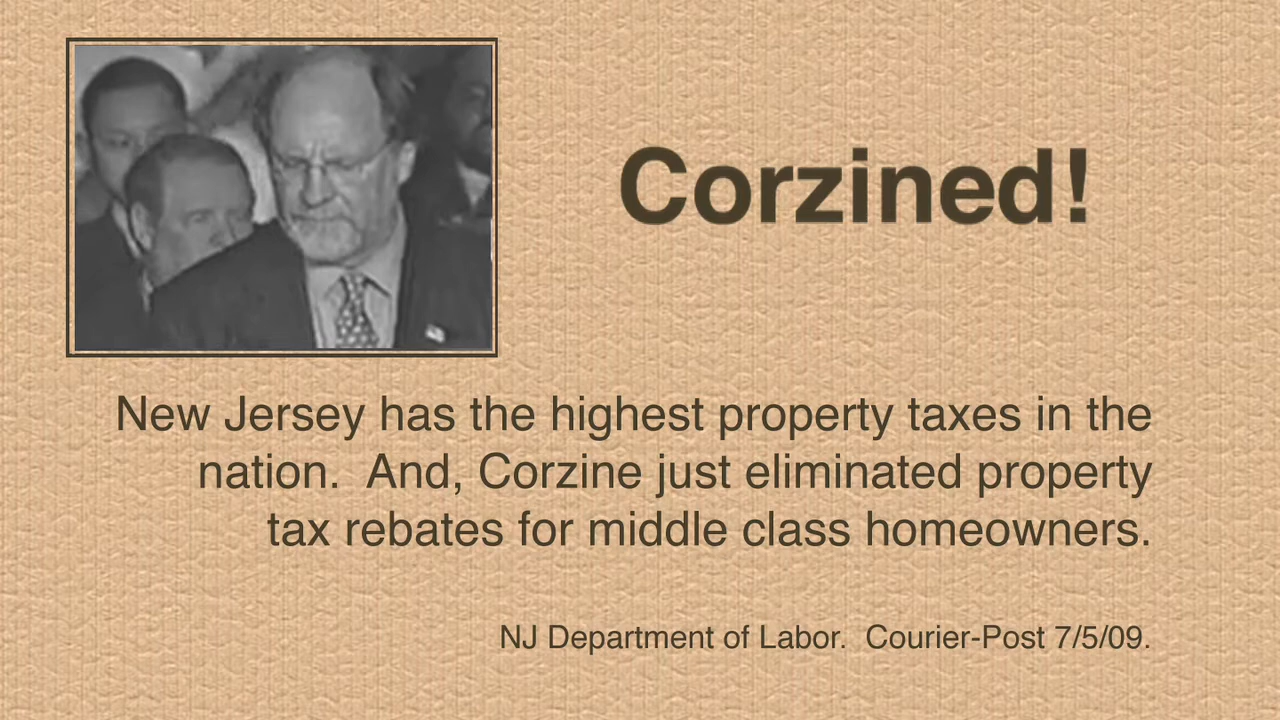 Corzined!
New Jersey has the highest property taxes in the
nation.  And, Corzine just eliminated property
tax rebates for middle class homeowners.
NJ Department of Labor.  Courier-Post 7/5/09.